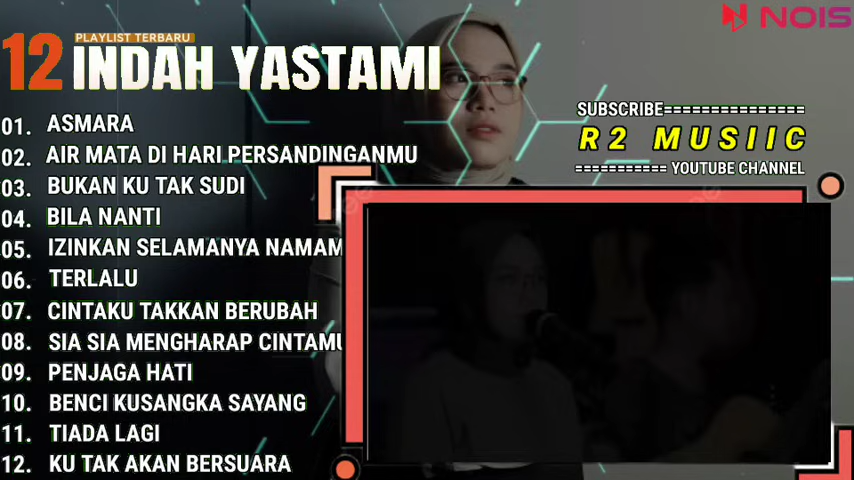 PLAYLIST TERBARU
12 INDAH YASTAMI
NOIS
SUBSCRIBE===============
R2 MUSIIC
=========== YOUTUBE CHANNEL
01. ASMARA
02. AIR MATA DI HARI PERSANDINGANMU
03. BUKAN KU TAK SUDI
04. BILA NANTI
05. IZINKAN SELAMANYA NAMAM
06. TERLALU
07. CINTAKU TAKKAN BERUBAH
08. SIA SIA MENGHARAP CINTAMU
09. PENJAGA HATI
10. BENCI KUSANGKA SAYANG
11. TIADA LAGI
12. KU TAK AKAN BERSUARA